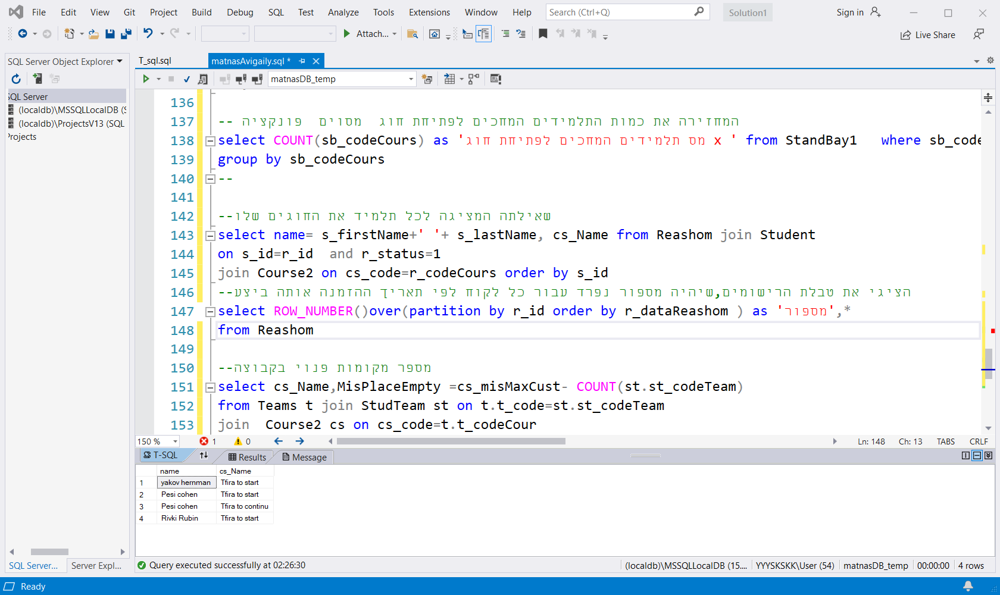 File Edit View Git Project Build Debug SQL Test Analyze Tools Extensions Window Help Search (Ctrl+Q) Solution1 Sign in
Attach... Live Share
SQL Server Object Explorer
SQL Server
(localdb)\MSSQLLocalDB (S
(localdb)\ProjectsV13 (SQL
Projects
T_sql.sql matnasAvigaily.sql *
matnasDB_temp
136
137 -- המחזירה את כמות התלמידים המחכים לפתיחת חוג מסוים פונקציה
138 select COUNT(sb_codeCours) as 'מס תלמידים המחכים לפתיחת חוג x ' from StandBay1 where sb_code
139 group by sb_codeCours
140 --
141
142 --שאילתה המציגה לכל תלמיד את החוגים שלו
143 select name= s_firstName+' '+ s_lastName, cs_Name from Reashom join Student
144 on s_id=r_id and r_status=1
145 join Course2 on cs_code=r_codeCours order by s_id
146 --הציגי את טבלת הרישומים,שיהיה מספור נפרד עבור כל לקוח לפי תאריך ההזמנה אותה ביצע
147 select ROW_NUMBER()over(partition by r_id order by r_dataReashom ) as 'מספור',*
148 from Reashom
149
150 --מספר מקומות פנוי בקבוצה
151 select cs_Name,MisPlaceEmpty =cs_misMaxCust- COUNT(st.st_codeTeam)
152 from Teams t join StudTeam st on t.t_code=st.st_codeTeam
153 join Course2 cs on cs_code=t.t_codeCour
150 % 1 0 Ln: 148 Ch: 13 TABS CRLF
T-SQL Results Message
name cs_Name
1 yakov hernman Tfira to start
2 Pesi cohen Tfira to start
3 Pesi cohen Tfira to continu
4 Rivki Rubin Tfira to start
SQL Server... Server Expl...
Query executed successfully at 02:26:30 (localdb)\MSSQLLocalDB (15.... YYYSKSKK\User (54) matnasDB_temp 00:00:00 4 rows
Ready